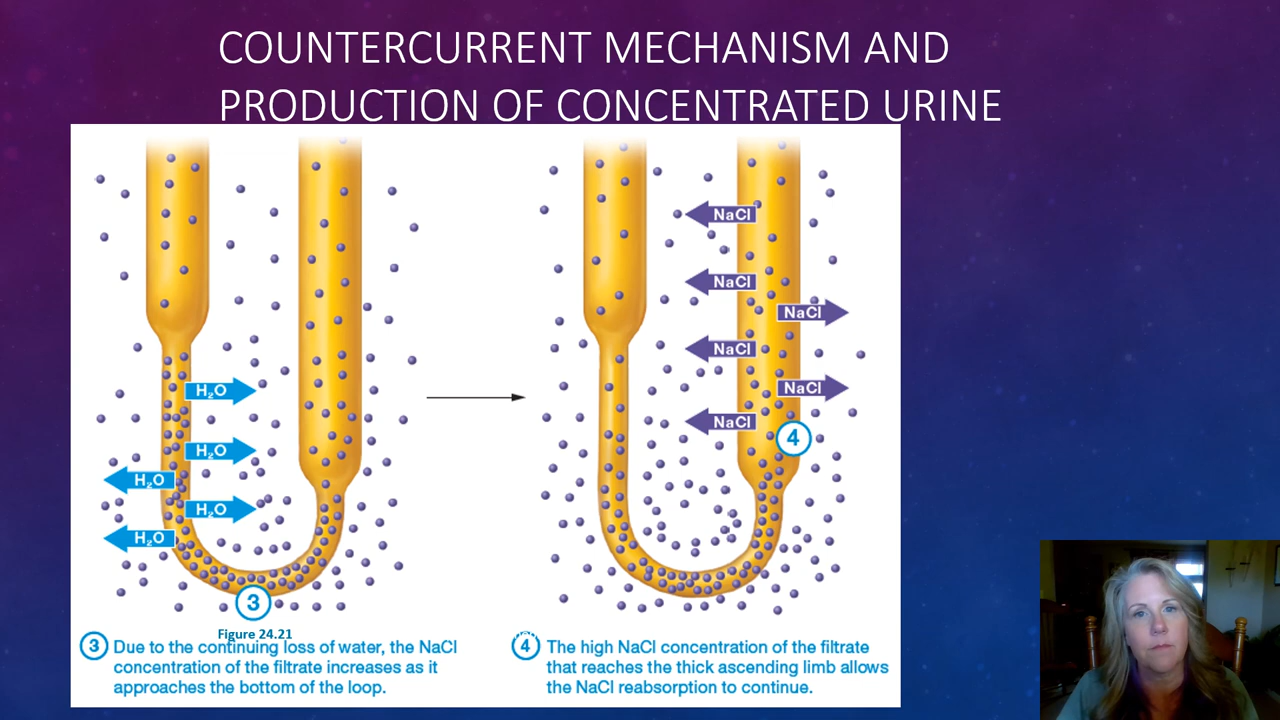 COUNTERCURRENT MECHANISM AND
PRODUCTION OF CONCENTRATED URINE
H₂O
H₂O
H₂O
H₂O
H₂O
3
NaCl
NaCl
NaCl
NaCl
NaCl
NaCl
4
Figure 24.21
3 Due to the continuing loss of water, the NaCl
concentration of the filtrate increases as it
approaches the bottom of the loop.
4 The high NaCl concentration of the filtrate
that reaches the thick ascending limb allows
the NaCl reabsorption to continue.